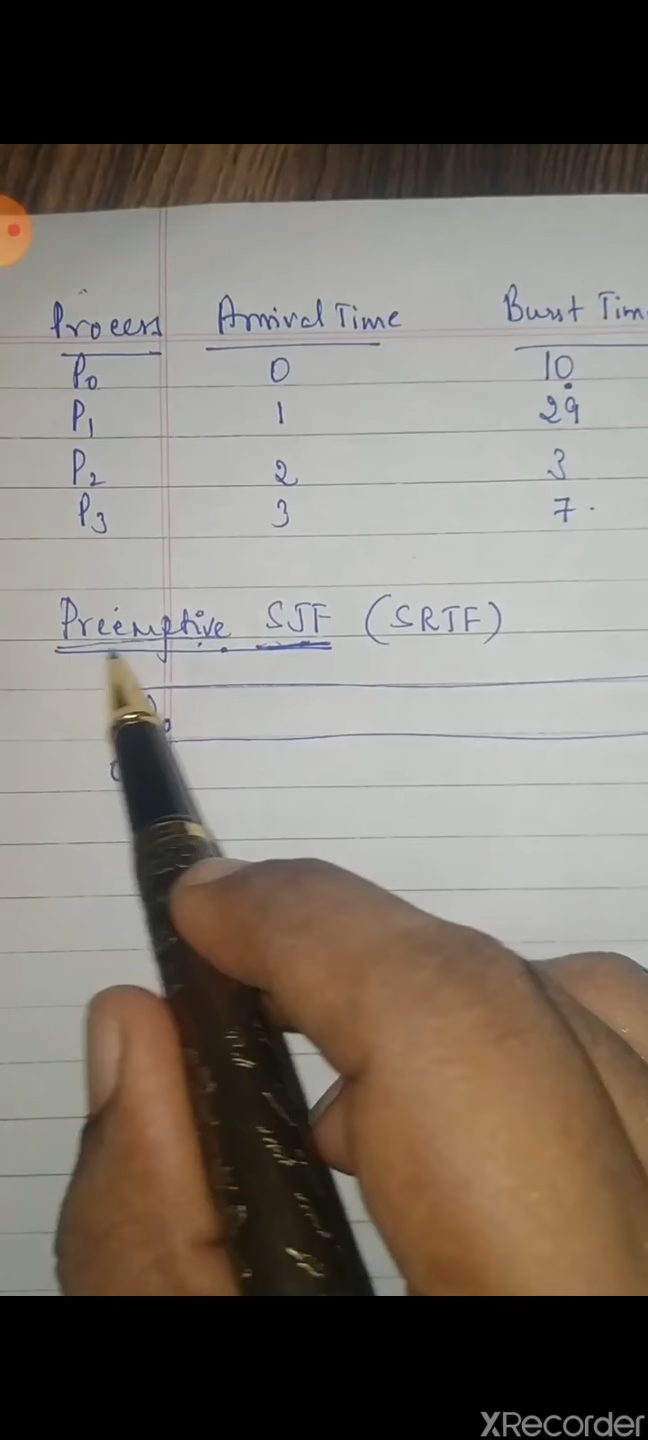 Process Arrival Time Burst Tim
P0 0 10
P1 1 29
P2 2 3
P3 3 7.
Preemptive SJF (SRTF)
XRecorder